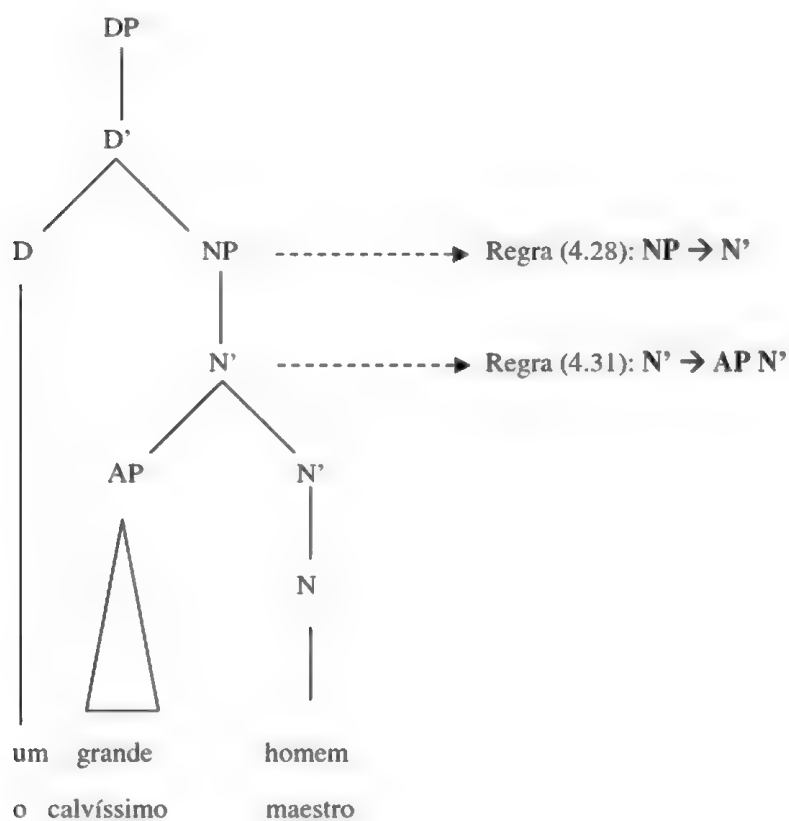 DP
D’
D NP Regra (4.28): NP → N’
N’ Regra (4.31): N’ → AP N’
AP N’
N
um grande homem
o calvíssimo maestro